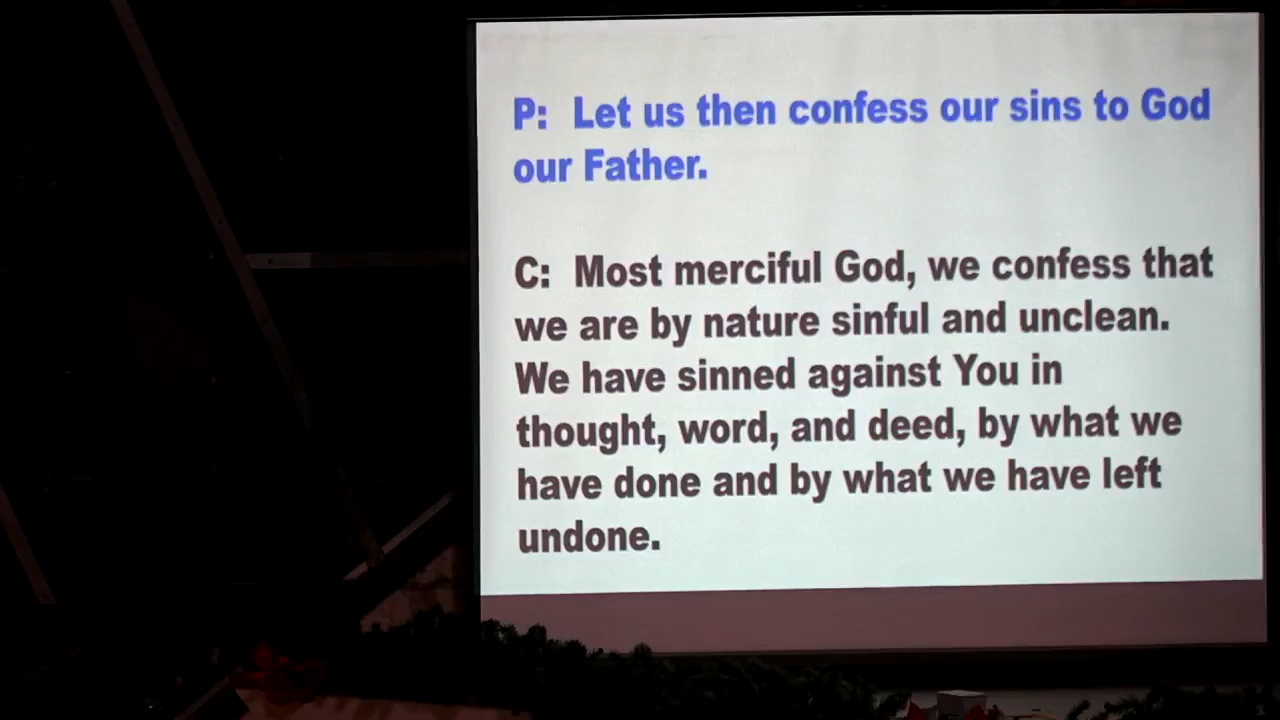 P: Let us then confess our sins to God
our Father.
C: Most merciful God, we confess that
we are by nature sinful and unclean.
We have sinned against You in
thought, word, and deed, by what we
have done and by what we have left
undone.